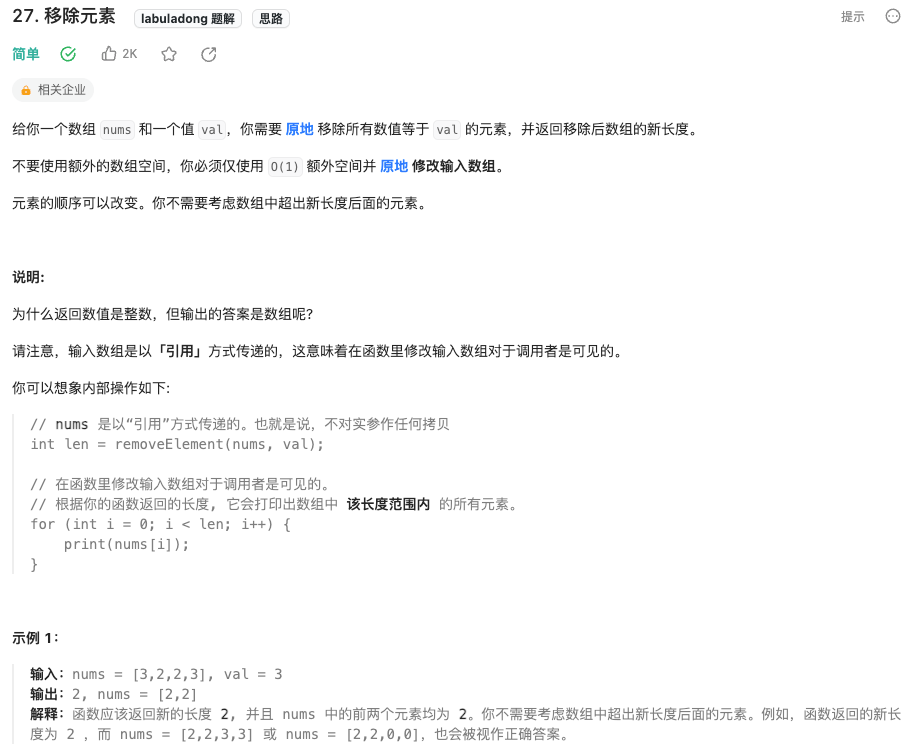 27. 移除元素 labuladong 题解 思路 提示
简单 2K
相关企业
给你一个数组 nums 和一个值 val，你需要 原地 移除所有数值等于 val 的元素，并返回移除后数组的新长度。
不要使用额外的数组空间，你必须仅使用 O(1) 额外空间并 原地 修改输入数组。
元素的顺序可以改变。你不需要考虑数组中超出新长度后面的元素。
说明:
为什么返回数值是整数，但输出的答案是数组呢?
请注意，输入数组是以「引用」方式传递的，这意味着在函数里修改输入数组对于调用者是可见的。
你可以想象内部操作如下:
// nums 是以“引用”方式传递的。也就是说，不对实参作任何拷贝
int len = removeElement(nums, val);
// 在函数里修改输入数组对于调用者是可见的。
// 根据你的函数返回的长度, 它会打印出数组中 该长度范围内 的所有元素。
for (int i = 0; i < len; i++) {
    print(nums[i]);
}
示例 1：
输入：nums = [3,2,2,3], val = 3
输出：2, nums = [2,2]
解释：函数应该返回新的长度 2, 并且 nums 中的前两个元素均为 2。你不需要考虑数组中超出新长度后面的元素。例如，函数返回的新长
度为 2 ，而 nums = [2,2,3,3] 或 nums = [2,2,0,0]，也会被视作正确答案。